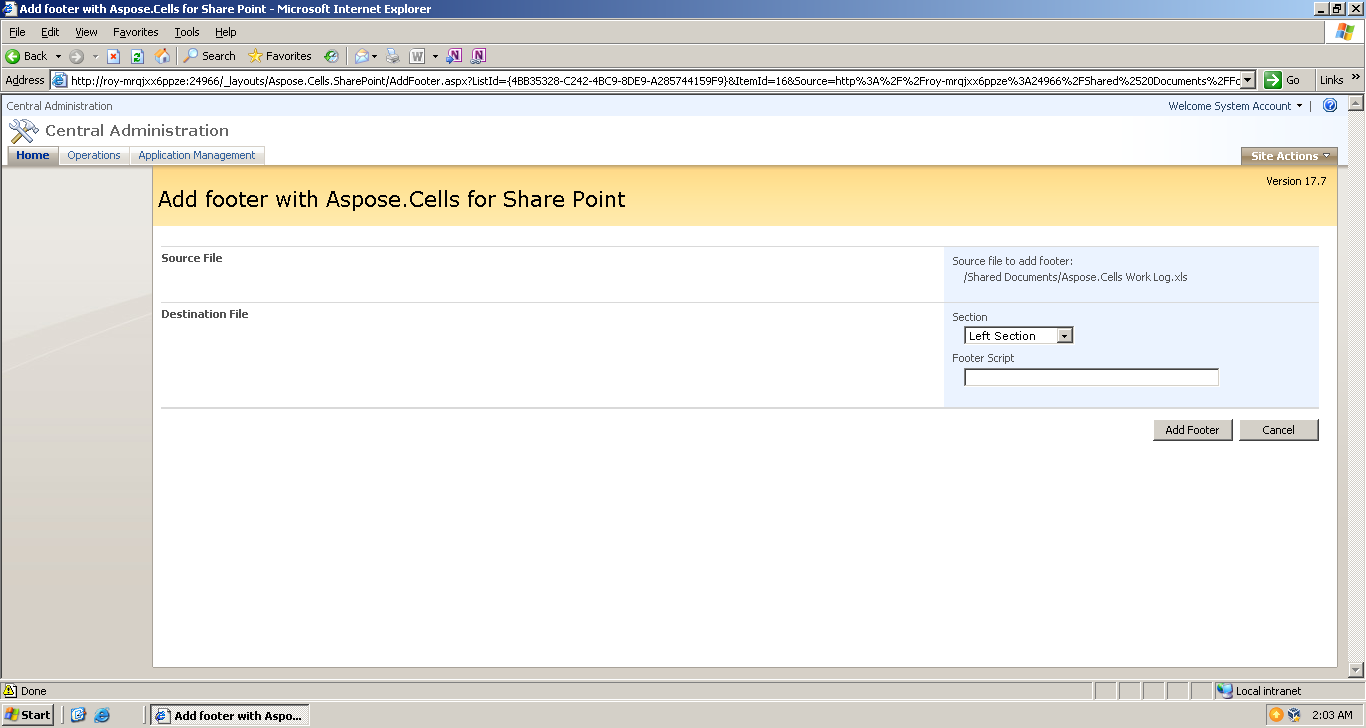 Add footer with Aspose.Cells for Share Point - Microsoft Internet Explorer
File Edit View Favorites Tools Help
Back Search Favorites
Address http://roy-mrqjxx6ppze:24966/_layouts/Aspose.Cells.SharePoint/AddFooter.aspx?ListId={4BB35328-C242-4BC9-8DE9-A285744159F9}&ItemId=16&Source=http%3A%2F%2Froy-mrqjxx6ppze%3A24966%2FShared%2520Documents%2FFo Go Links »
Central Administration Welcome System Account
Central Administration
Home Operations Application Management Site Actions
Version 17.7
Add footer with Aspose.Cells for Share Point
Source File
Source file to add footer:
/Shared Documents/Aspose.Cells Work Log.xls
Destination File
Section
Left Section
Footer Script
Add Footer Cancel
Done Local intranet
Start Add footer with Aspo... 2:03 AM